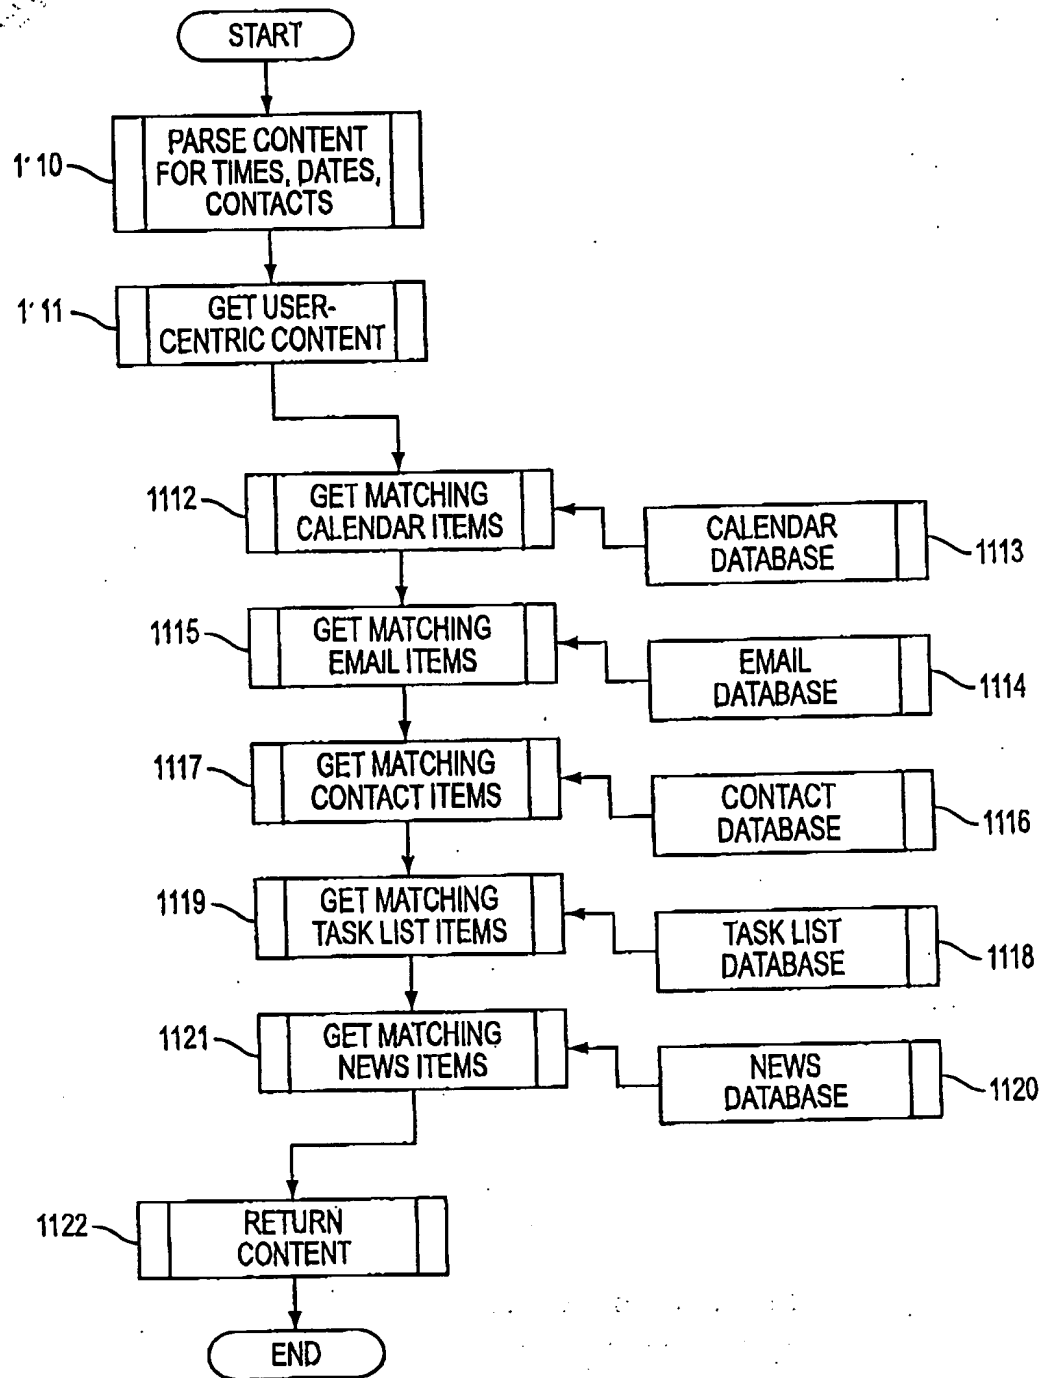 START
PARSE CONTENT
FOR TIMES, DATES,
CONTACTS
1110
GET USER-
CENTRIC CONTENT
1111
GET MATCHING
CALENDAR ITEMS
1112
CALENDAR
DATABASE
1113
GET MATCHING
EMAIL ITEMS
1115
EMAIL
DATABASE
1114
GET MATCHING
CONTACT ITEMS
1117
CONTACT
DATABASE
1116
GET MATCHING
TASK LIST ITEMS
1119
TASK LIST
DATABASE
1118
GET MATCHING
NEWS ITEMS
1121
NEWS
DATABASE
1120
RETURN
CONTENT
1122
END